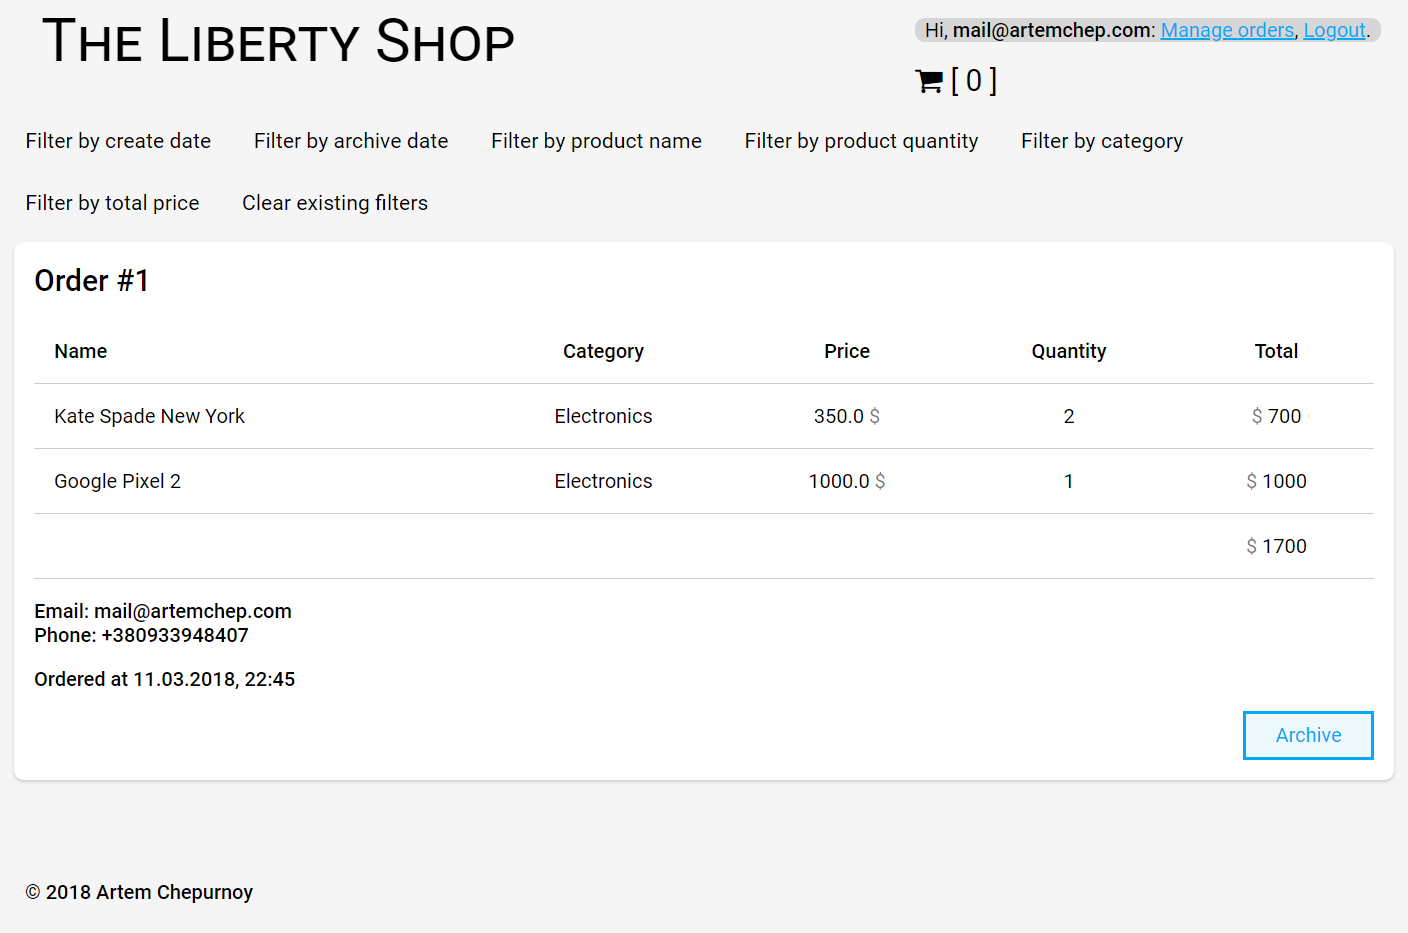 The Liberty Shop
Hi, mail@artemchep.com: Manage orders, Logout.
[ 0 ]
Filter by create date Filter by archive date Filter by product name Filter by product quantity Filter by category
Filter by total price Clear existing filters
Order #1
Name Category Price Quantity Total
Kate Spade New York Electronics 350.0 $ 2 $ 700
Google Pixel 2 Electronics 1000.0 $ 1 $ 1000
$ 1700
Email: mail@artemchep.com
Phone: +380933948407
Ordered at 11.03.2018, 22:45
Archive
© 2018 Artem Chepurnoy